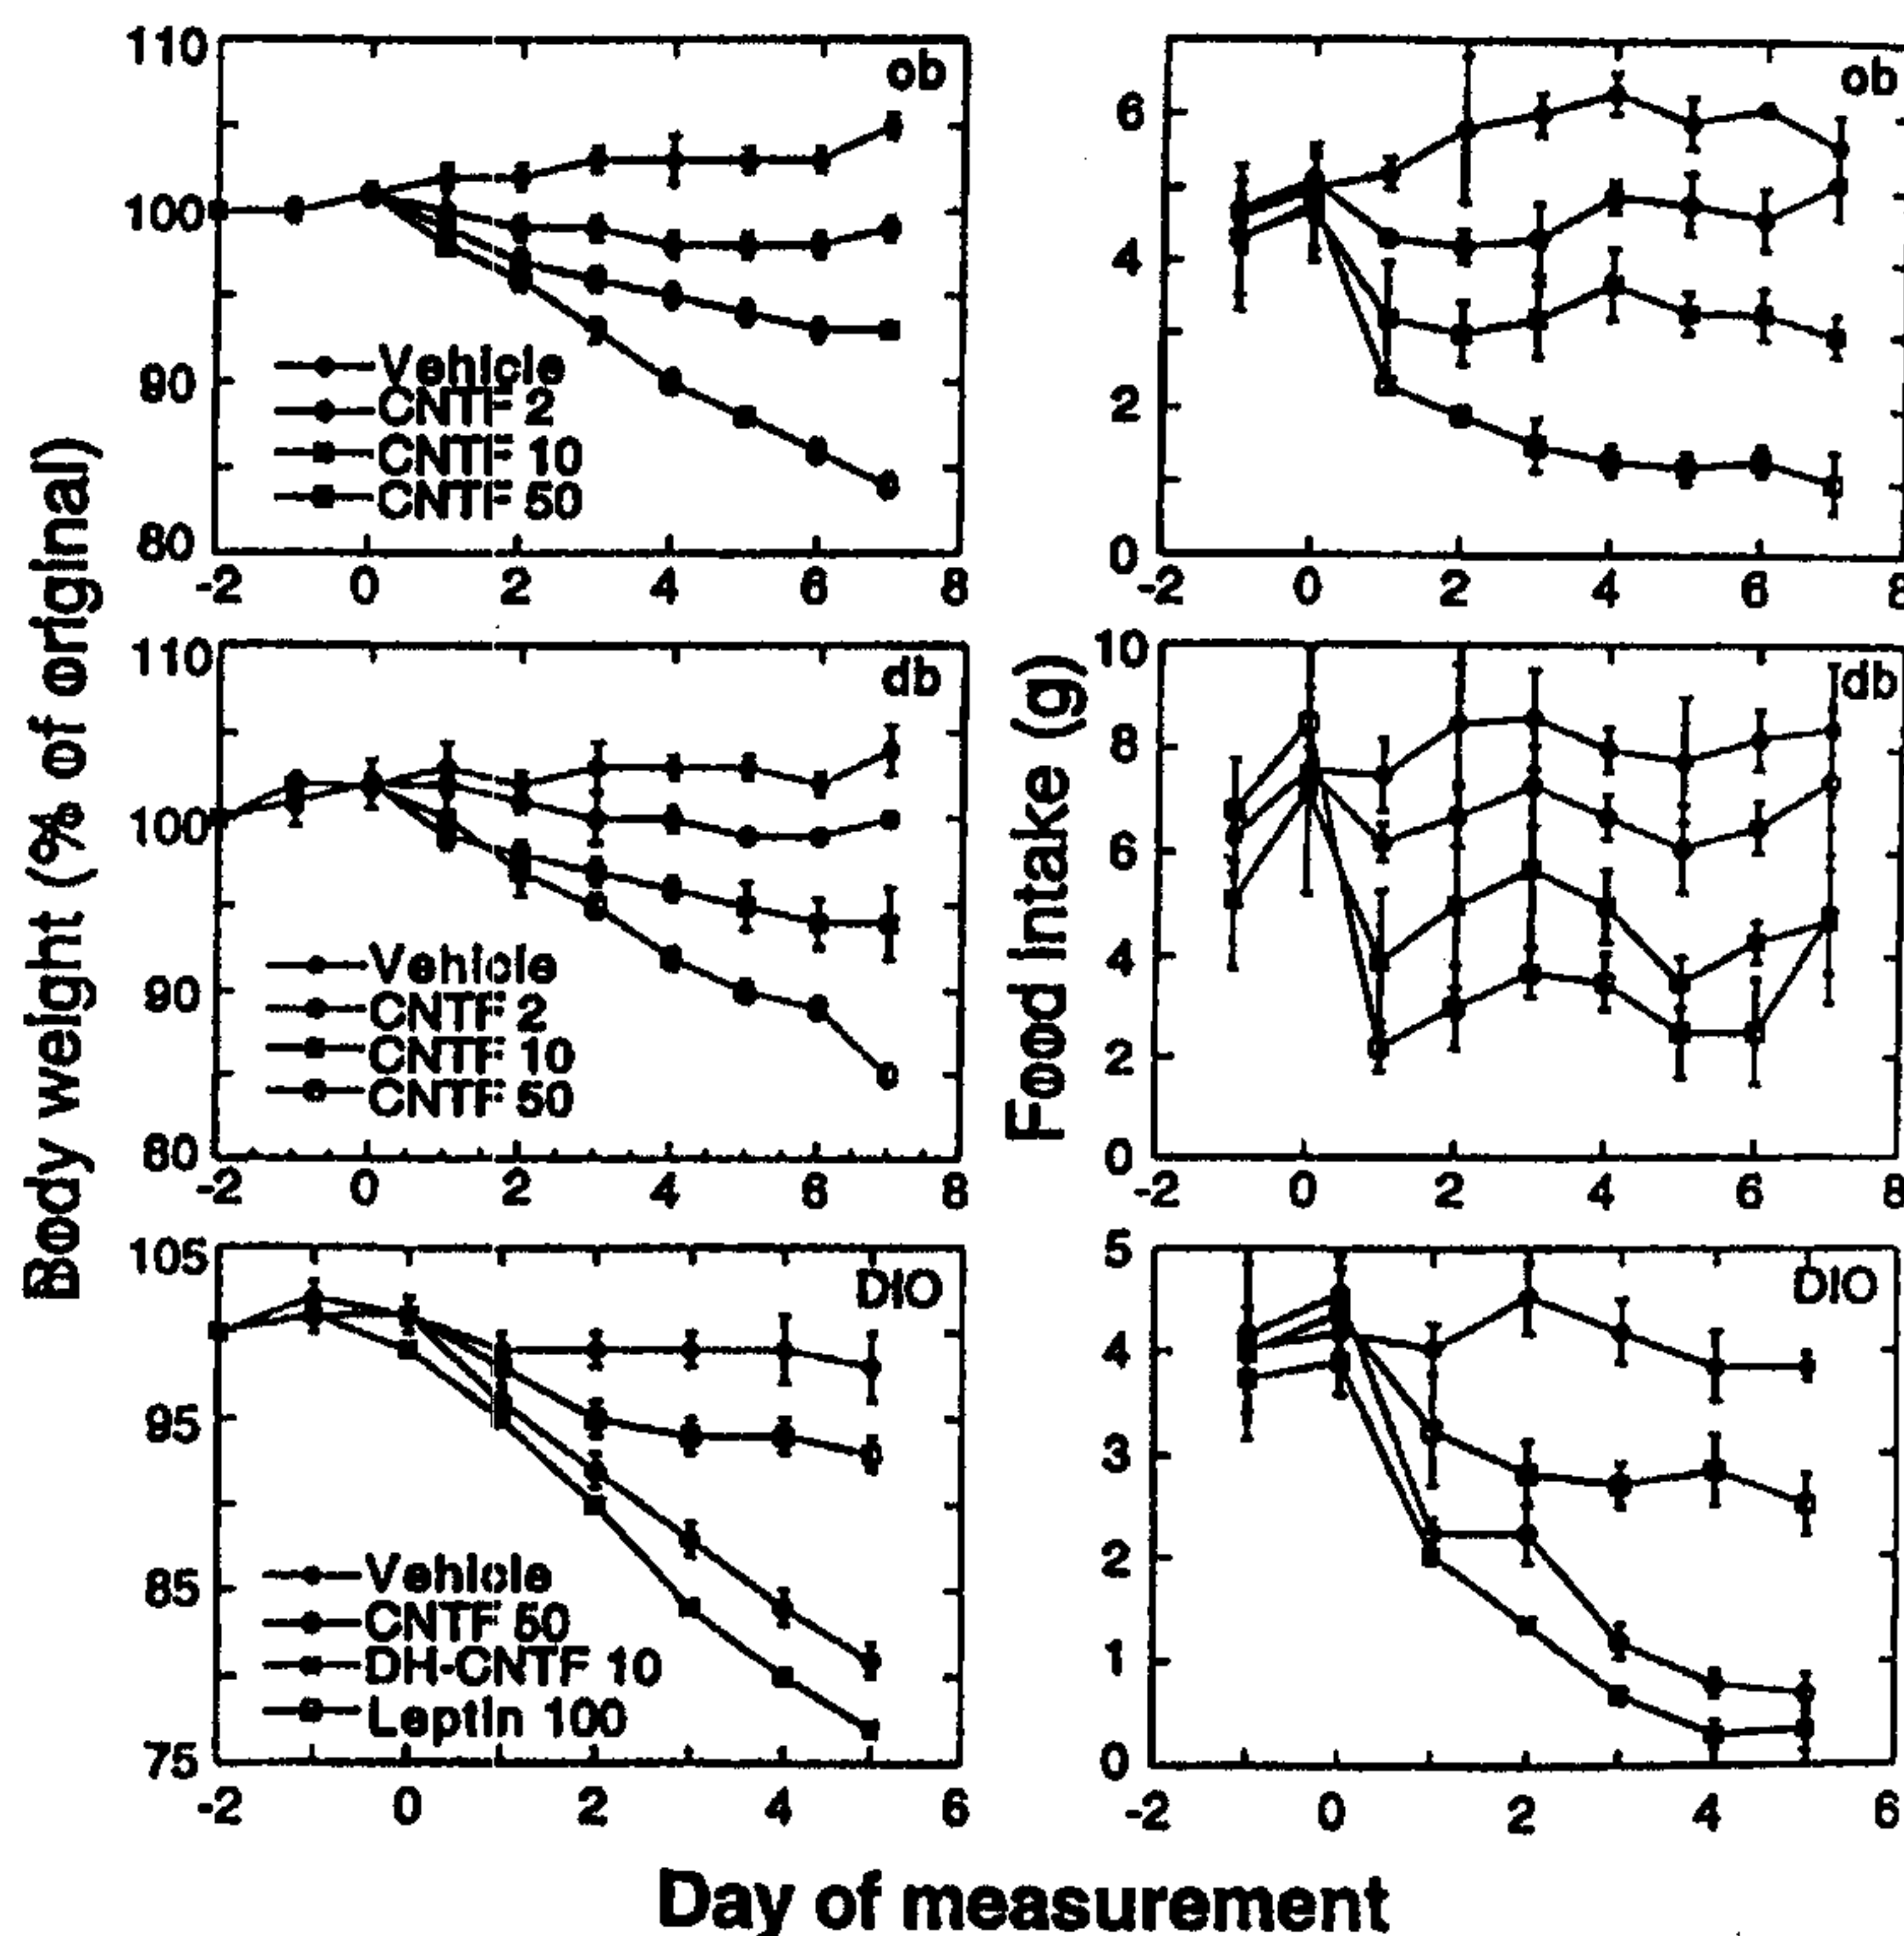 Body weight (% of original)
110
100
90
80
ob
Vehicle
CNTF 2
CNTF 10
CNTF 50
-2 0 2 4 6 8
110
100
90
80
db
Vehicle
CNTF 2
CNTF 10
CNTF 50
-2 0 2 4 6 8
105
95
85
75
DIO
Vehicle
CNTF 50
DH-CNTF 10
Leptin 100
-2 0 2 4 6
Food intake (g)
6
4
2
0
ob
-2 0 2 4 6 8
10
8
6
4
2
0
db
-2 0 2 4 6 8
5
4
3
2
1
0
DIO
-2 0 2 4 6
Day of measurement